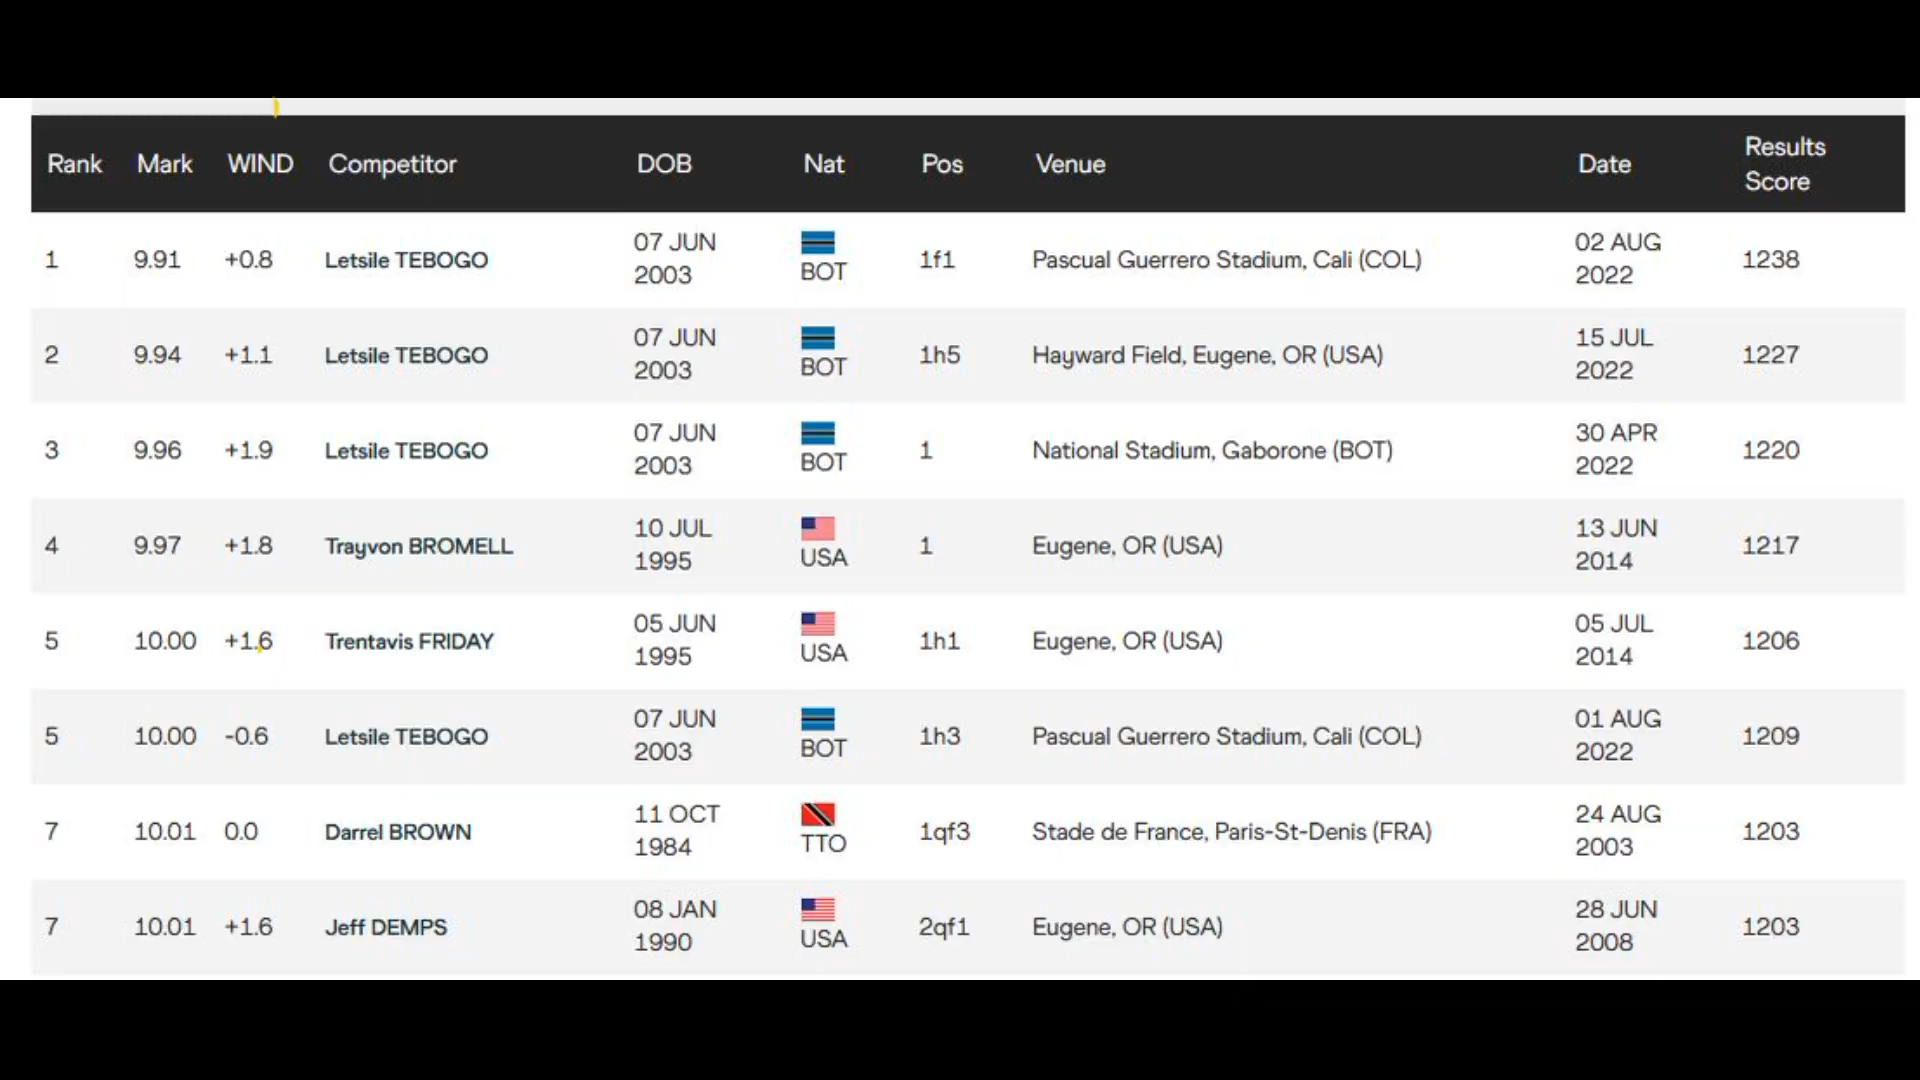 Rank Mark WIND Competitor DOB Nat Pos Venue Date Results Score
1 9.91 +0.8 Letsile TEBOGO 07 JUN 2003 BOT 1f1 Pascual Guerrero Stadium, Cali (COL) 02 AUG 2022 1238
2 9.94 +1.1 Letsile TEBOGO 07 JUN 2003 BOT 1h5 Hayward Field, Eugene, OR (USA) 15 JUL 2022 1227
3 9.96 +1.9 Letsile TEBOGO 07 JUN 2003 BOT 1 National Stadium, Gaborone (BOT) 30 APR 2022 1220
4 9.97 +1.8 Trayvon BROMELL 10 JUL 1995 USA 1 Eugene, OR (USA) 13 JUN 2014 1217
5 10.00 +1.6 Trentavis FRIDAY 05 JUN 1995 USA 1h1 Eugene, OR (USA) 05 JUL 2014 1206
5 10.00 -0.6 Letsile TEBOGO 07 JUN 2003 BOT 1h3 Pascual Guerrero Stadium, Cali (COL) 01 AUG 2022 1209
7 10.01 0.0 Darrel BROWN 11 OCT 1984 TTO 1qf3 Stade de France, Paris-St-Denis (FRA) 24 AUG 2003 1203
7 10.01 +1.6 Jeff DEMPS 08 JAN 1990 USA 2qf1 Eugene, OR (USA) 28 JUN 2008 1203